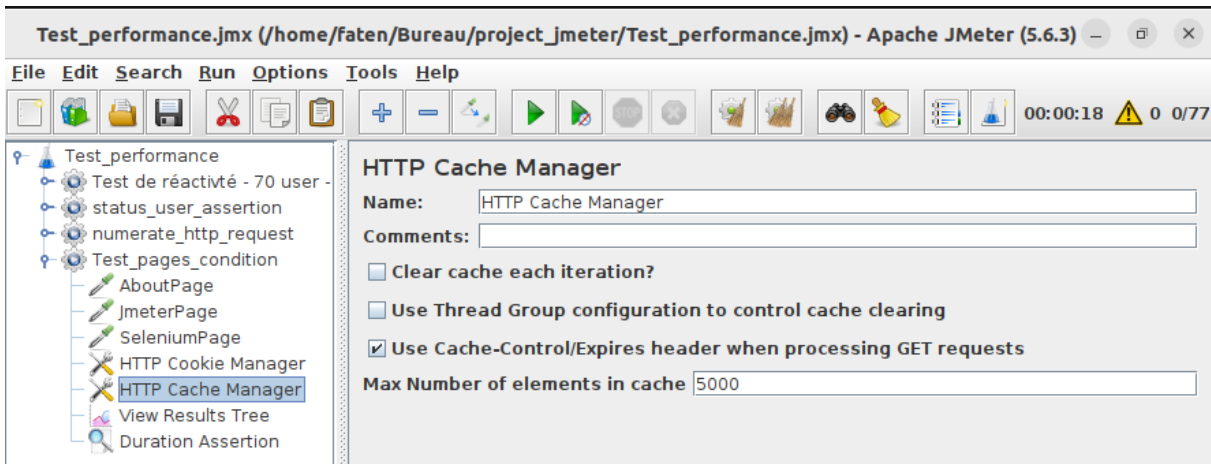 Test_performance.jmx (/home/faten/Bureau/project_jmeter/Test_performance.jmx) - Apache JMeter (5.6.3)
File Edit Search Run Options Tools Help
STOP
00:00:18 0 0/77
Test_performance
Test de réactivté - 70 user -
status_user_assertion
numerate_http_request
Test_pages_condition
AboutPage
JmeterPage
SeleniumPage
HTTP Cookie Manager
HTTP Cache Manager
View Results Tree
Duration Assertion
HTTP Cache Manager
Name: HTTP Cache Manager
Comments:
Clear cache each iteration?
Use Thread Group configuration to control cache clearing
Use Cache-Control/Expires header when processing GET requests
Max Number of elements in cache 5000